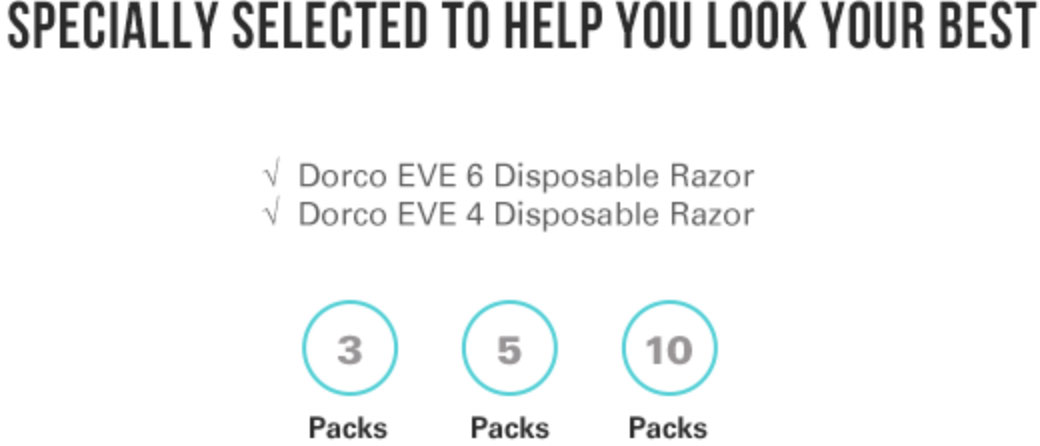 SPECIALLY SELECTED TO HELP YOU LOOK YOUR BEST
√ Dorco EVE 6 Disposable Razor
√ Dorco EVE 4 Disposable Razor
3 5 10
Packs Packs Packs